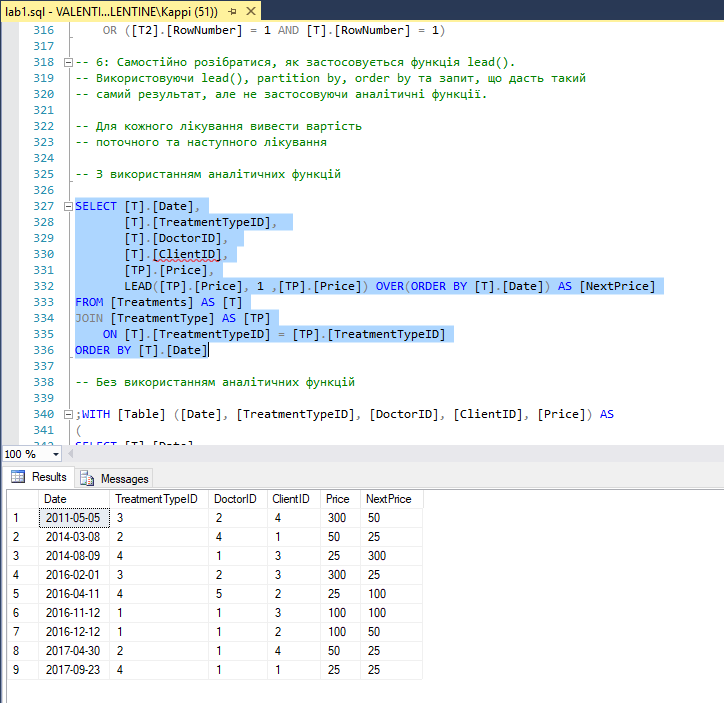 lab1.sql - VALENTI...LENTINE\Kappi (51))
316 OR ([T2].[RowNumber] = 1 AND [T].[RowNumber] = 1)
317
318 -- 6: Самостійно розібратися, як застосовується функція lead().
319 -- Використовуючи lead(), partition by, order by та запит, що дасть такий
320 -- самий результат, але не застосовуючи аналітичні функції.
321
322 -- Для кожного лікування вивести вартість
323 -- поточного та наступного лікування
324
325 -- З використанням аналітичних функцій
326
327 SELECT [T].[Date],
328 [T].[TreatmentTypeID],
329 [T].[DoctorID],
330 [T].[ClientID],
331 [TP].[Price],
332 LEAD([TP].[Price], 1 ,[TP].[Price]) OVER(ORDER BY [T].[Date]) AS [NextPrice]
333 FROM [Treatments] AS [T]
334 JOIN [TreatmentType] AS [TP]
335 ON [T].[TreatmentTypeID] = [TP].[TreatmentTypeID]
336 ORDER BY [T].[Date]
337
338 -- Без використанням аналітичних функцій
339
340 ;WITH [Table] ([Date], [TreatmentTypeID], [DoctorID], [ClientID], [Price]) AS
341 (
342 SELECT [T].[Date]
100 %
Results Messages
Date TreatmentTypeID DoctorID ClientID Price NextPrice
1 2011-05-05 3 2 4 300 50
2 2014-03-08 2 4 1 50 25
3 2014-08-09 4 1 3 25 300
4 2016-02-01 3 2 3 300 25
5 2016-04-11 4 5 2 25 100
6 2016-11-12 1 1 3 100 100
7 2016-12-12 1 1 2 100 50
8 2017-04-30 2 1 4 50 25
9 2017-09-23 4 1 1 25 25